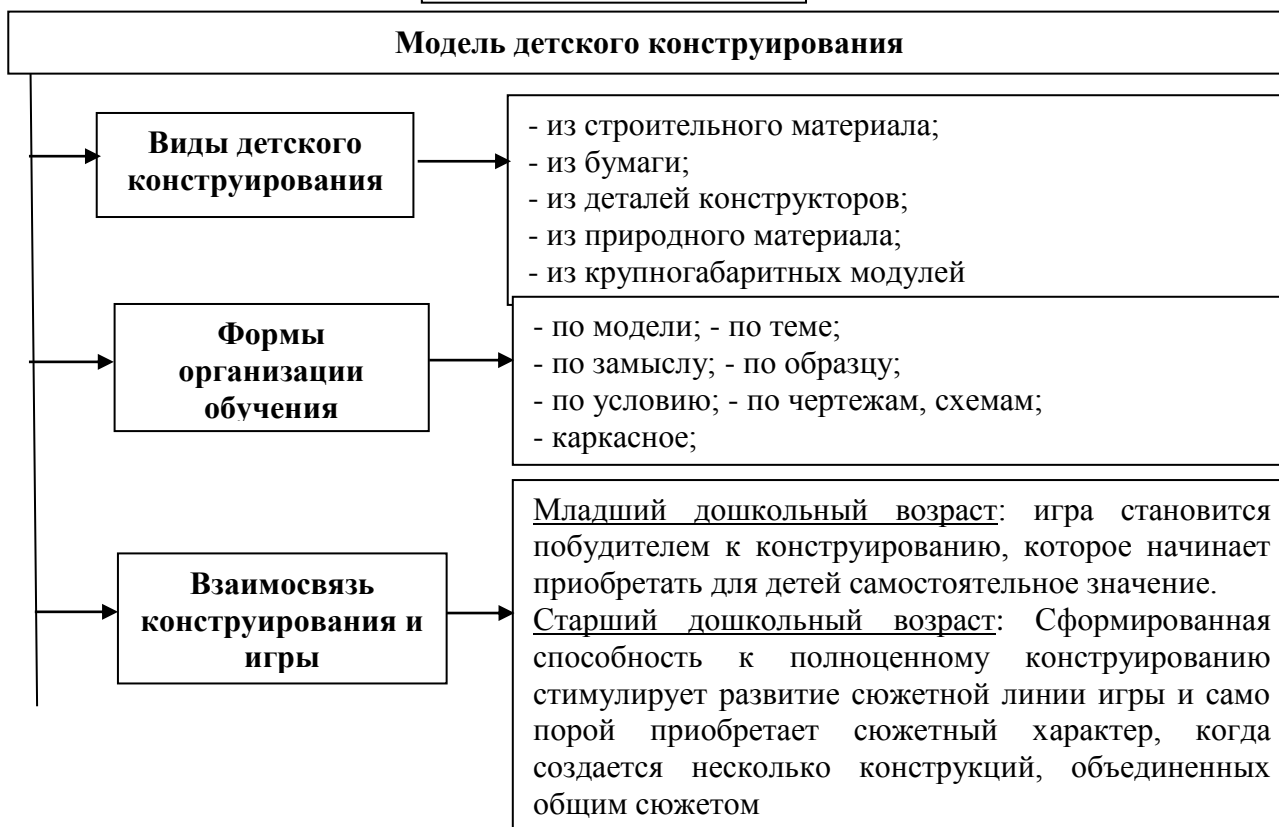 Модель детского конструирования
Виды детского
конструирования
- из строительного материала;
- из бумаги;
- из деталей конструкторов;
- из природного материала;
- из крупногабаритных модулей
Формы
организации
обучения
- по модели; - по теме;
- по замыслу; - по образцу;
- по условию; - по чертежам, схемам;
- каркасное;
Взаимосвязь
конструирования и
игры
Младший дошкольный возраст: игра становится
побудителем к конструированию, которое начинает
приобретать для детей самостоятельное значение.
Старший дошкольный возраст: Сформированная
способность к полноценному конструированию
стимулирует развитие сюжетной линии игры и само
порой приобретает сюжетный характер, когда
создается несколько конструкций, объединенных
общим сюжетом